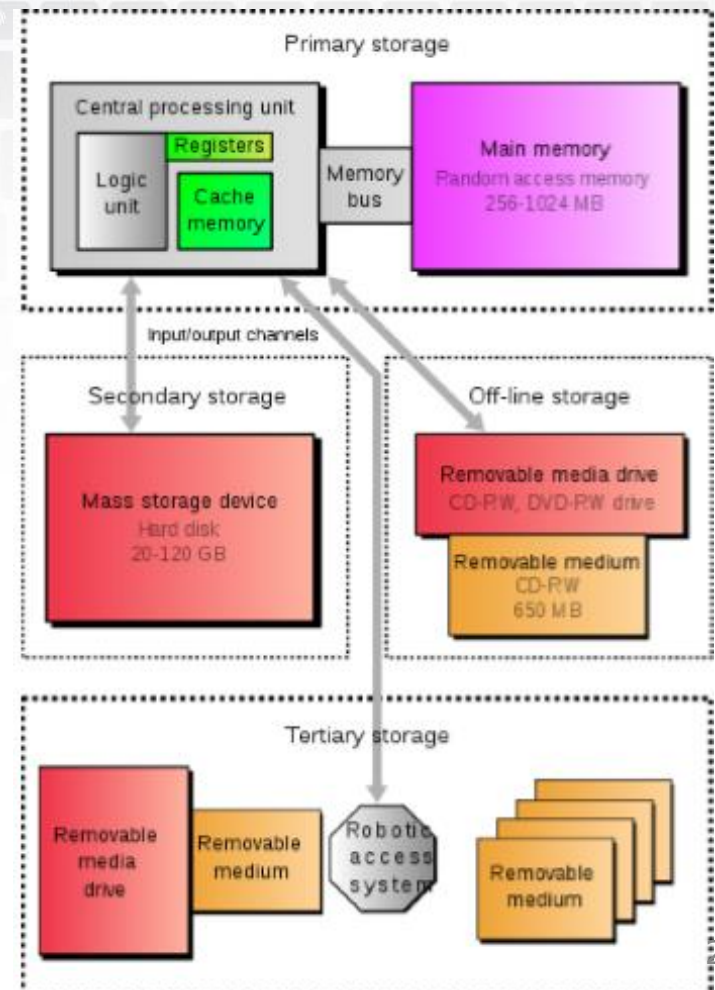 Primary storage
Central processing unit
Registers
Logic
unit
Cache
memory
Memory
bus
Main memory
Random access memory
256-1024 MB
Input/output channels
Secondary storage
Mass storage device
Hard disk
20-120 GB
Off-line storage
Removable media drive
CD-RW, DVD-RW drive
Removable medium
CD-RW
650 MB
Tertiary storage
Removable
media
drive
Removable
medium
Robotic
access
system
Removable
medium